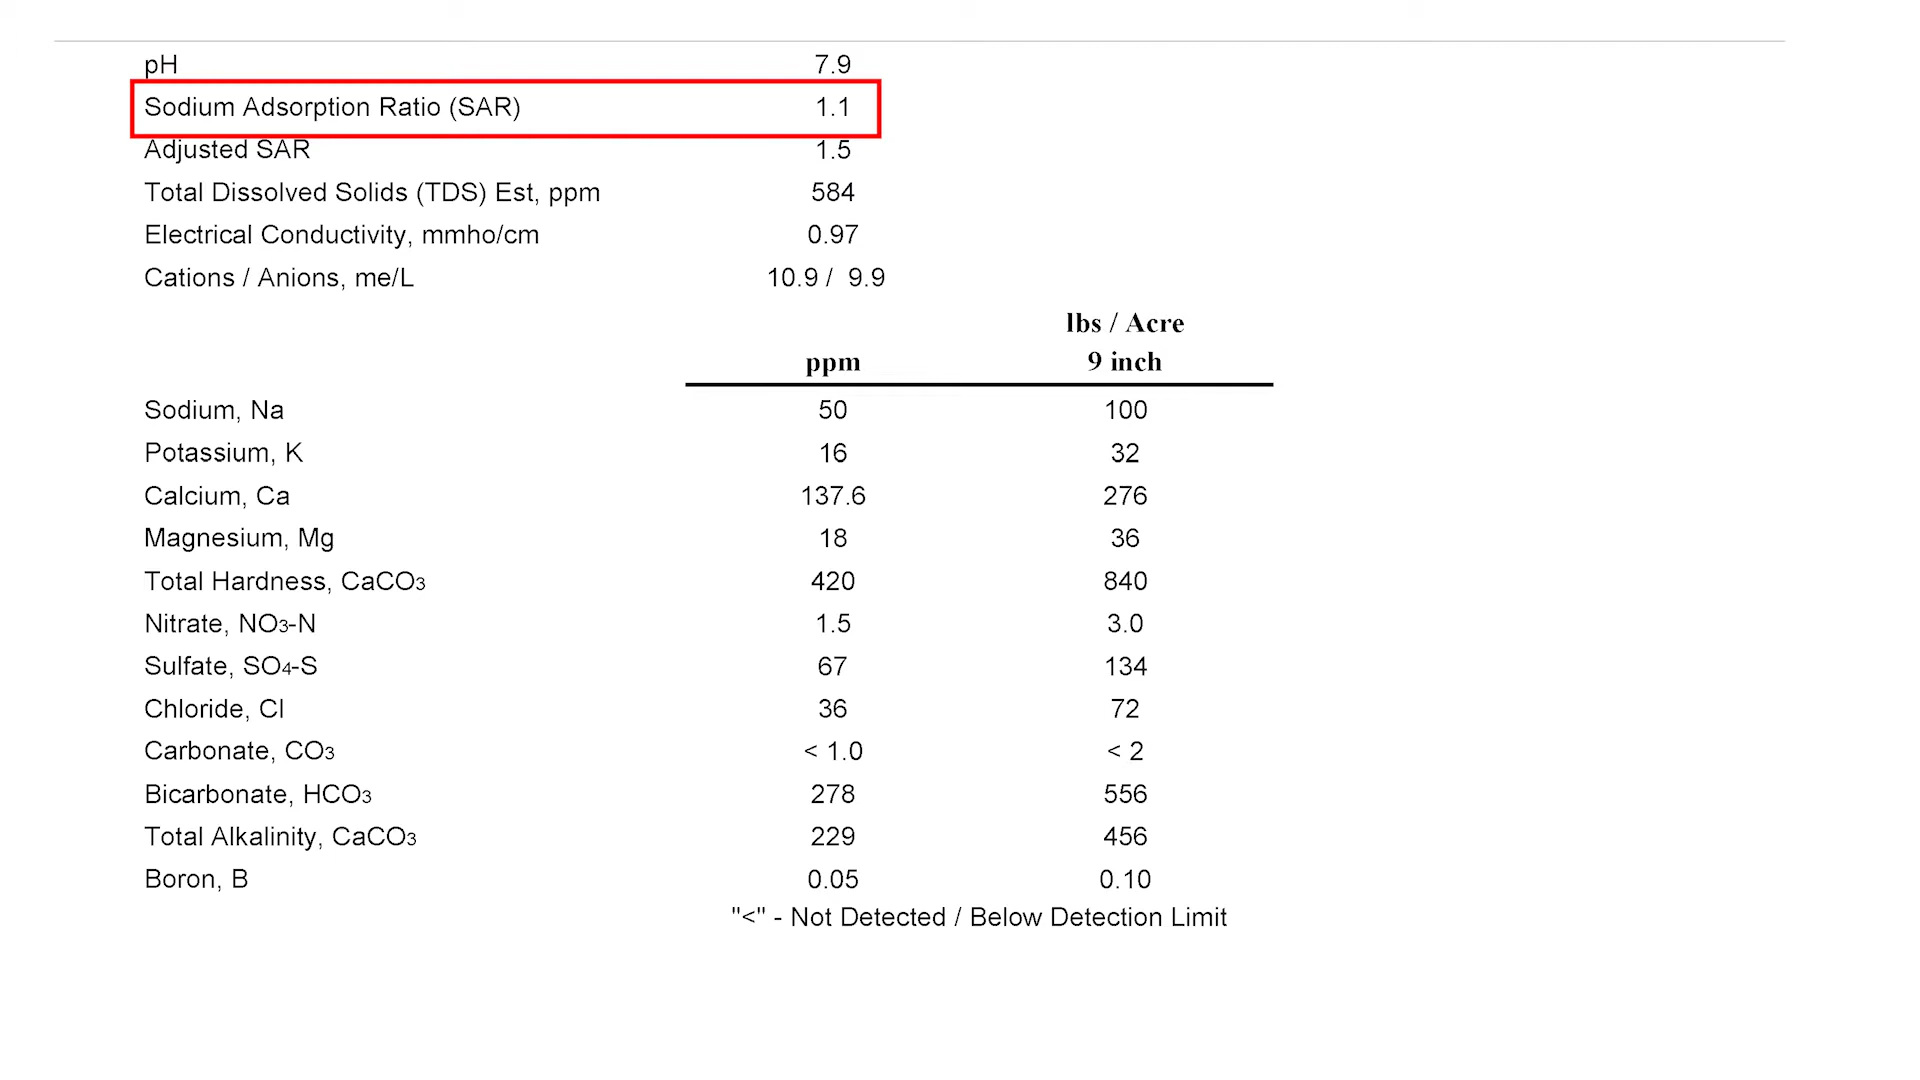 pH 7.9
Sodium Adsorption Ratio (SAR) 1.1
Adjusted SAR 1.5
Total Dissolved Solids (TDS) Est, ppm 584
Electrical Conductivity, mmho/cm 0.97
Cations / Anions, me/L 10.9 / 9.9
lbs / Acre
ppm 9 inch
Sodium, Na 50 100
Potassium, K 16 32
Calcium, Ca 137.6 276
Magnesium, Mg 18 36
Total Hardness, CaCO3 420 840
Nitrate, NO3-N 1.5 3.0
Sulfate, SO4-S 67 134
Chloride, Cl 36 72
Carbonate, CO3 < 1.0 < 2
Bicarbonate, HCO3 278 556
Total Alkalinity, CaCO3 229 456
Boron, B 0.05 0.10
"<" - Not Detected / Below Detection Limit